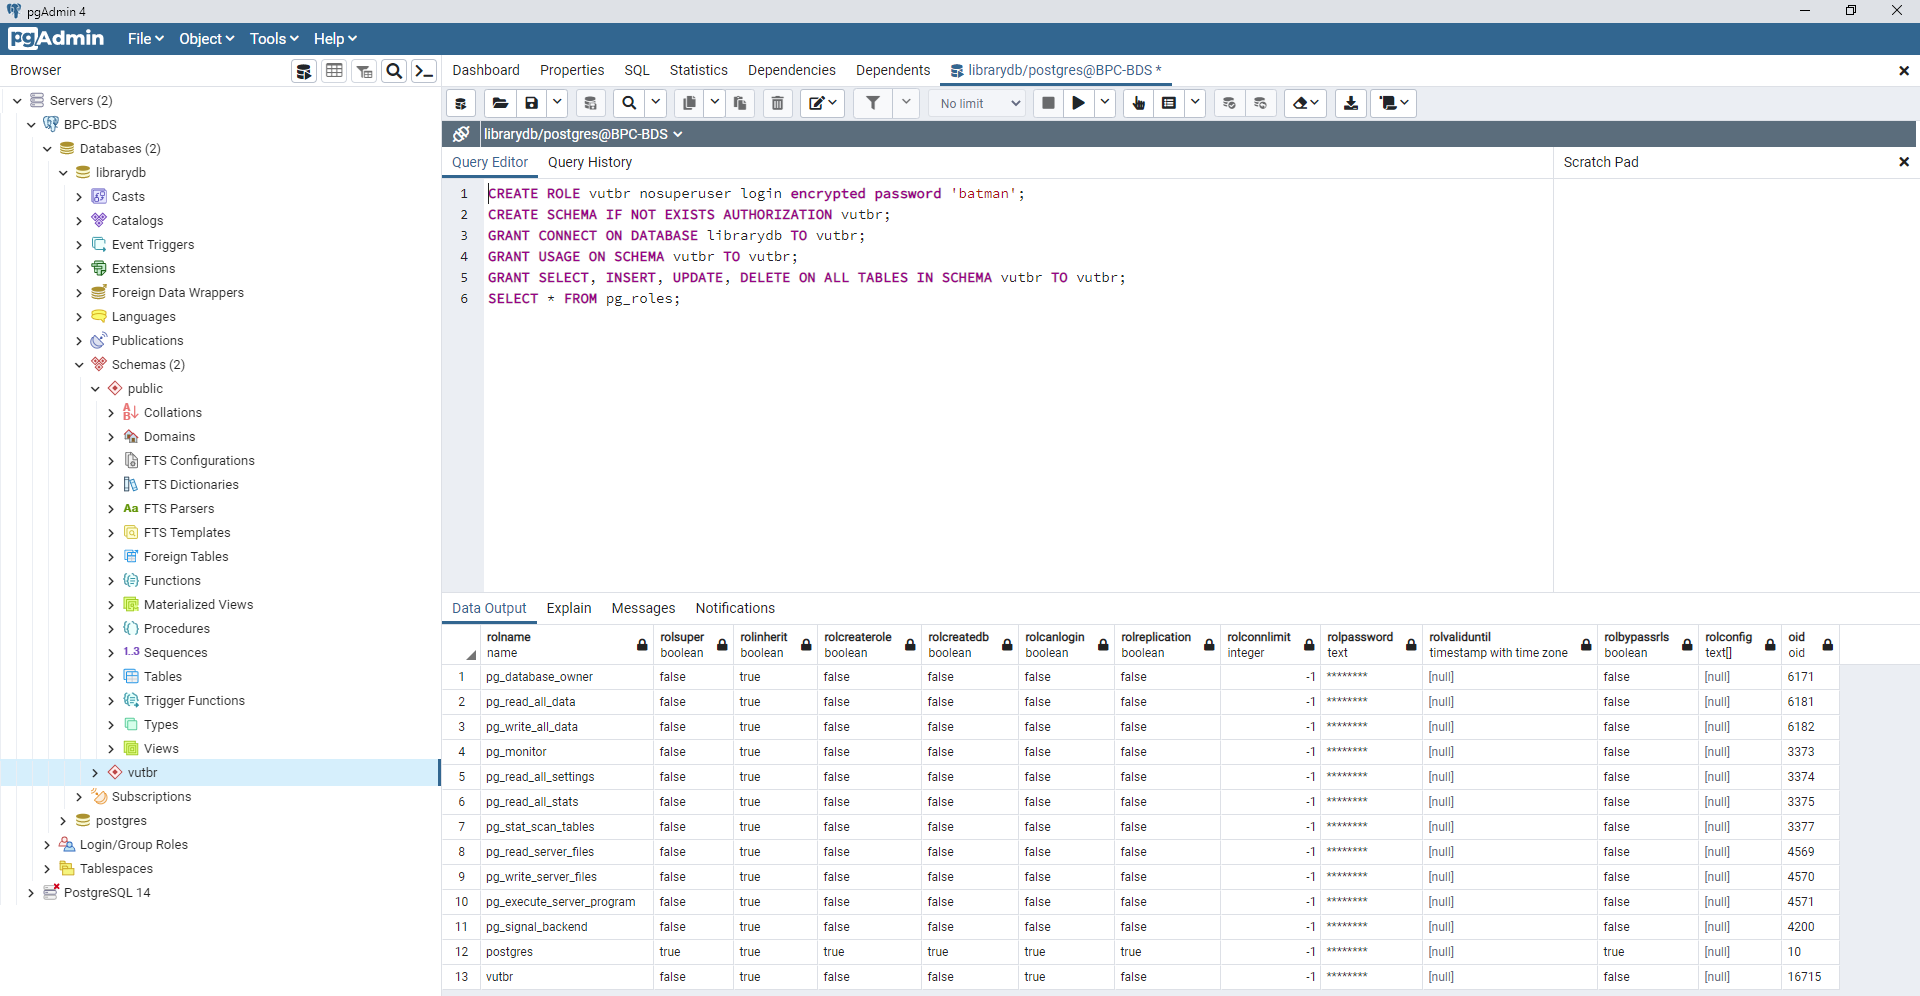 pgAdmin 4
pgAdmin File Object Tools Help
Browser
Dashboard Properties SQL Statistics Dependencies Dependents librarydb/postgres@BPC-BDS *
No limit
librarydb/postgres@BPC-BDS
Query Editor Query History
Scratch Pad
Servers (2)
BPC-BDS
Databases (2)
librarydb
Casts
Catalogs
Event Triggers
Extensions
Foreign Data Wrappers
Languages
Publications
Schemas (2)
public
Collations
Domains
FTS Configurations
FTS Dictionaries
Aa FTS Parsers
FTS Templates
Foreign Tables
Functions
Materialized Views
Procedures
1..3 Sequences
Tables
Trigger Functions
Types
Views
vutbr
Subscriptions
postgres
Login/Group Roles
Tablespaces
PostgreSQL 14
1 CREATE ROLE vutbr nosuperuser login encrypted password 'batman';
2 CREATE SCHEMA IF NOT EXISTS AUTHORIZATION vutbr;
3 GRANT CONNECT ON DATABASE librarydb TO vutbr;
4 GRANT USAGE ON SCHEMA vutbr TO vutbr;
5 GRANT SELECT, INSERT, UPDATE, DELETE ON ALL TABLES IN SCHEMA vutbr TO vutbr;
6 SELECT * FROM pg_roles;
Data Output Explain Messages Notifications
rolname rolsuper rolinherit rolcreaterole rolcreatedb rolcanlogin rolreplication rolconnlimit rolpassword rolvaliduntil rolbypassrls rolconfig oid
name boolean boolean boolean boolean boolean boolean integer text timestamp with time zone boolean text[] oid
1 pg_database_owner false true false false false false -1 ******** [null] false [null] 6171
2 pg_read_all_data false true false false false false -1 ******** [null] false [null] 6181
3 pg_write_all_data false true false false false false -1 ******** [null] false [null] 6182
4 pg_monitor false true false false false false -1 ******** [null] false [null] 3373
5 pg_read_all_settings false true false false false false -1 ******** [null] false [null] 3374
6 pg_read_all_stats false true false false false false -1 ******** [null] false [null] 3375
7 pg_stat_scan_tables false true false false false false -1 ******** [null] false [null] 3377
8 pg_read_server_files false true false false false false -1 ******** [null] false [null] 4569
9 pg_write_server_files false true false false false false -1 ******** [null] false [null] 4570
10 pg_execute_server_program false true false false false false -1 ******** [null] false [null] 4571
11 pg_signal_backend false true false false false false -1 ******** [null] false [null] 4200
12 postgres true true true true true true -1 ******** [null] true [null] 10
13 vutbr false true false false true false -1 ******** [null] false [null] 16715